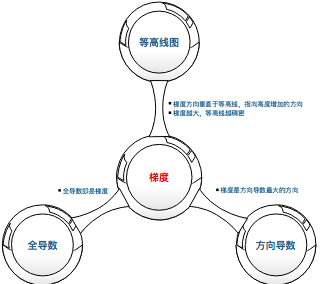 等高线图
▪ 梯度方向垂直于等高线，指向高度增加的方向
▪ 梯度越大，等高线越稠密
梯度
▪ 全导数即是梯度
▪ 梯度是方向导数最大的方向
全导数
方向导数